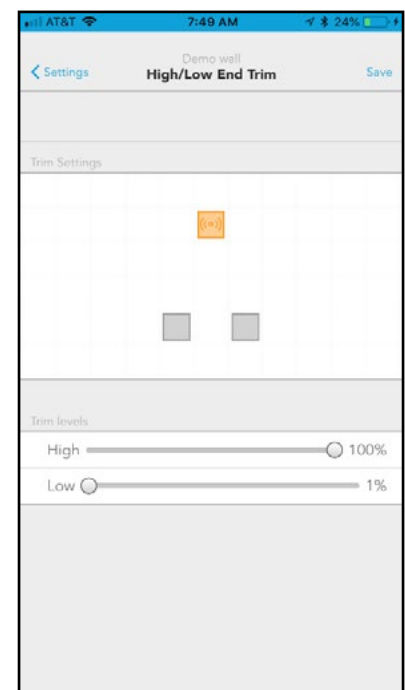 AT&T 7:49 AM 24%
Demo wall
Settings High/Low End Trim Save
Trim Settings
Trim levels
High 100%
Low 1%